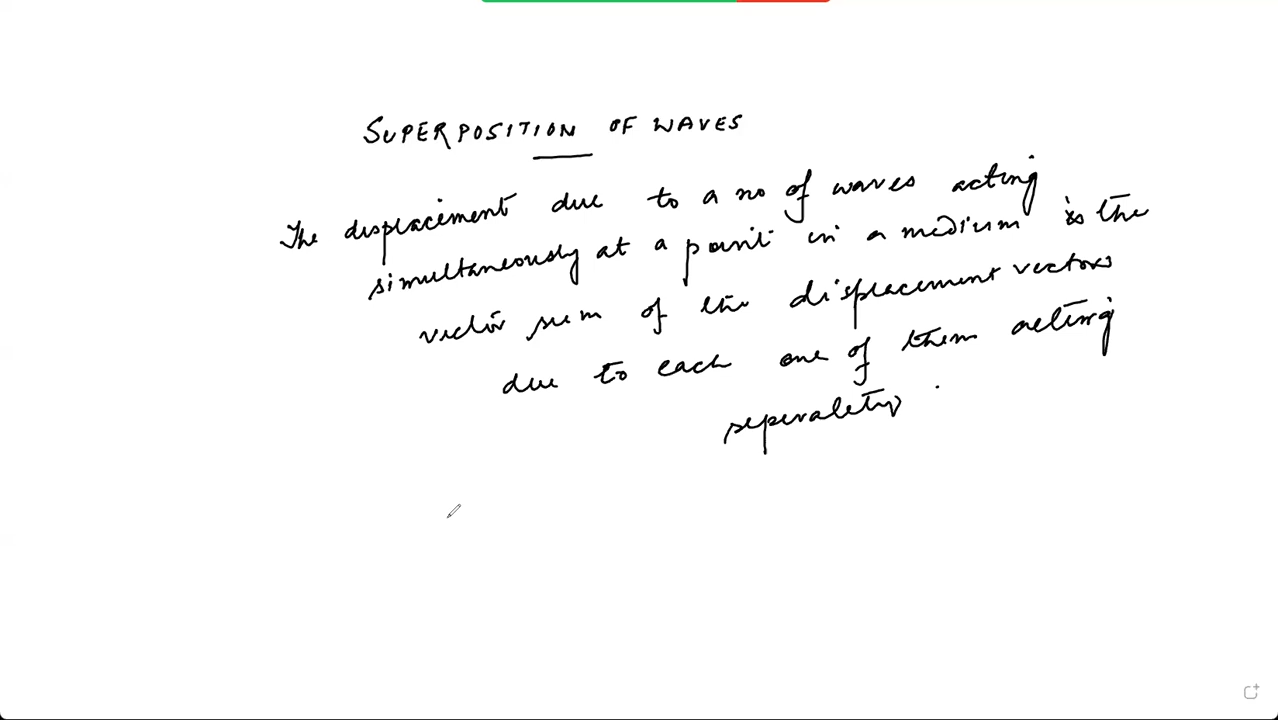 SUPERPOSITION OF WAVES
The displacement due to a no of waves acting
simultaneously at a point in a medium is the
vector sum of the displacement vectors
due to each one of them acting
seperately.